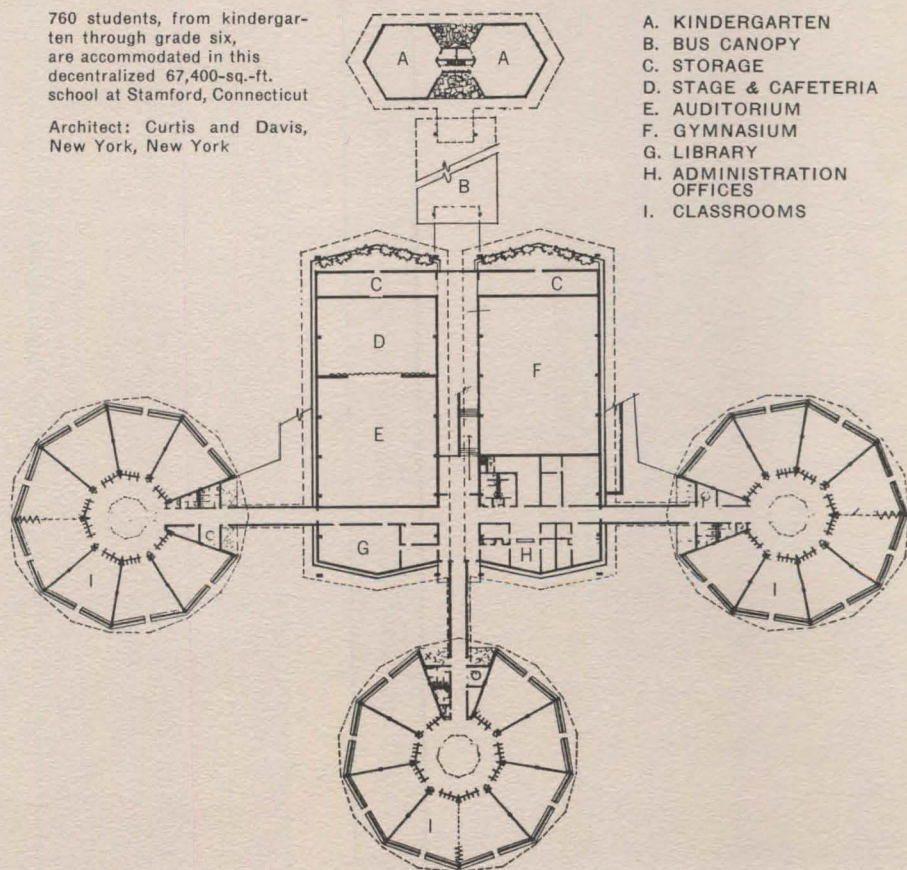 760 students, from kindergar-
ten through grade six,
are accommodated in this
decentralized 67,400-sq.-ft.
school at Stamford, Connecticut
Architect: Curtis and Davis,
New York, New York
A. KINDERGARTEN
B. BUS CANOPY
C. STORAGE
D. STAGE & CAFETERIA
E. AUDITORIUM
F. GYMNASIUM
G. LIBRARY
H. ADMINISTRATION
OFFICES
I. CLASSROOMS
A A
B
C C
D
F
E
C
G H
I I
I